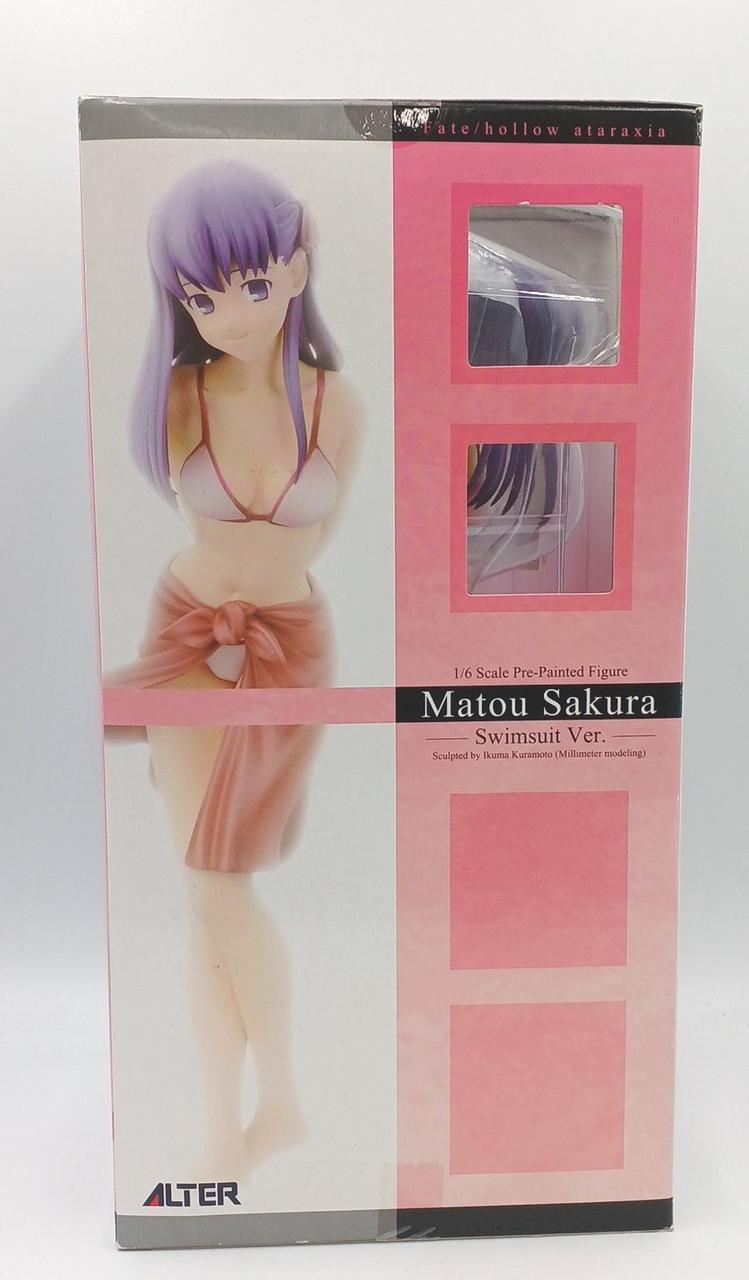 Fate/hollow ataraxia
1/6 Scale Pre-Painted Figure
Matou Sakura
Swimsuit Ver.
Sculpted by Ikuma Kuramoto (Millimeter modeling)
ALTER